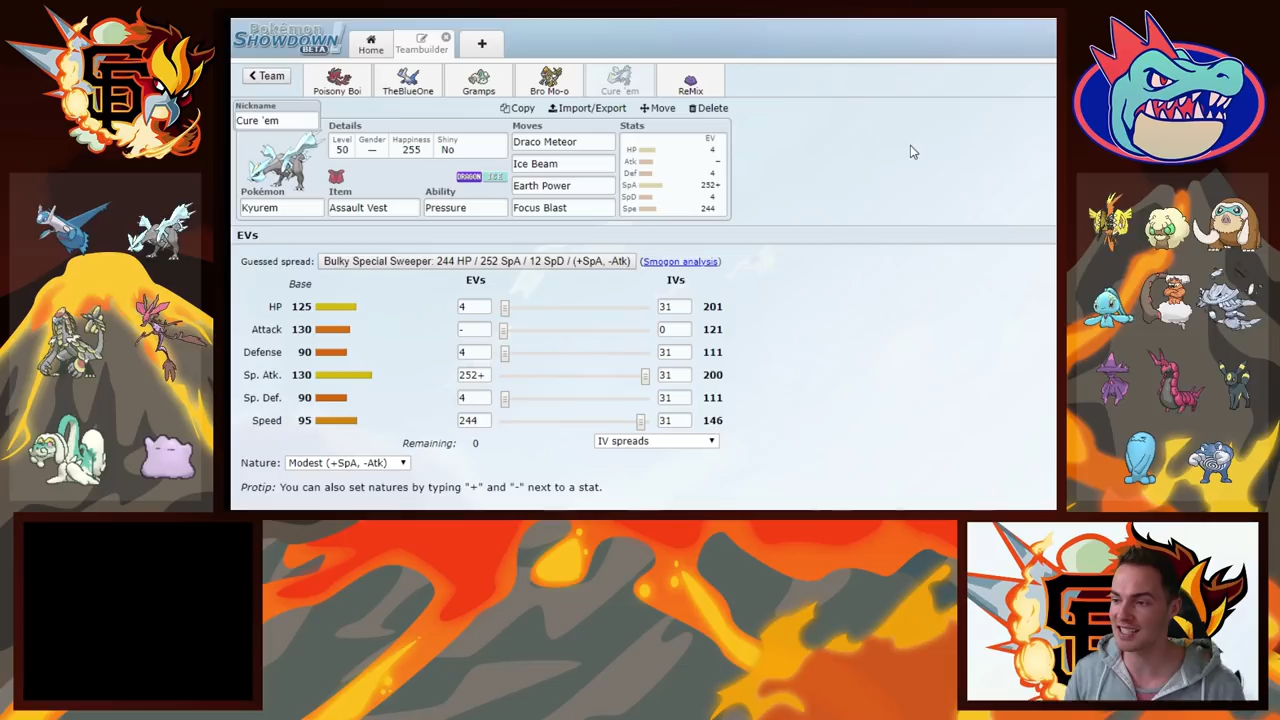 Pokémon
SHOWDOWN
BETA
Home
Teambuilder
+
< Team
Poisony Boi
TheBlueOne
Gramps
Bro Mo-o
Cure 'em
ReMix
Nickname
Cure 'em
Copy Import/Export Move Delete
Details
Level Gender Happiness Shiny
50 — 255 No
DRAGON ICE
Pokémon Item Ability
Kyurem Assault Vest Pressure
Moves
Draco Meteor
Ice Beam
Earth Power
Focus Blast
Stats
EV
HP 4
Atk –
Def 4
SpA 252+
SpD 4
Spe 244
EVs
Guessed spread: Bulky Special Sweeper: 244 HP / 252 SpA / 12 SpD / (+SpA, -Atk) (Smogon analysis)
Base EVs IVs
HP 125 4 31 201
Attack 130 - 0 121
Defense 90 4 31 111
Sp. Atk. 130 252+ 31 200
Sp. Def. 90 4 31 111
Speed 95 244 31 146
Remaining: 0 IV spreads
Nature: Modest (+SpA, -Atk)
Protip: You can also set natures by typing "+" and "-" next to a stat.
SF